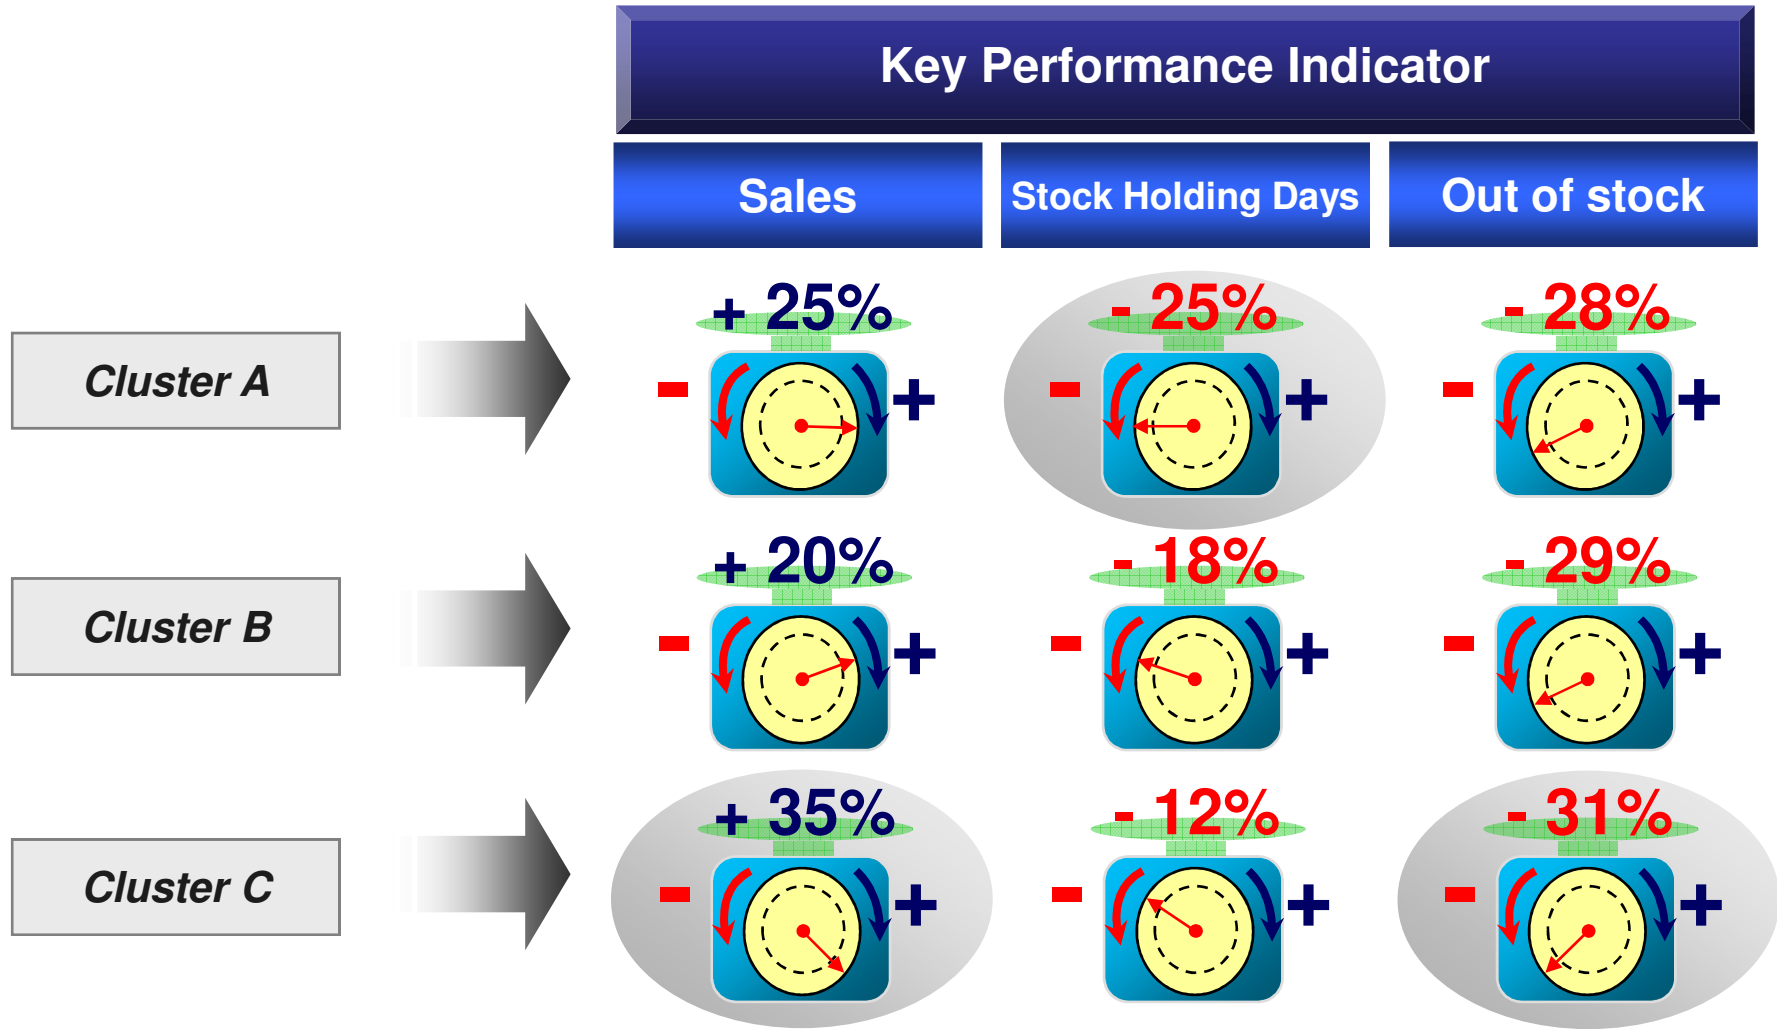 Key Performance Indicator
Sales
Stock Holding Days
Out of stock
+ 25%
- 25%
- 28%
Cluster A
- +
- +
- +
+ 20%
- 18%
- 29%
Cluster B
- +
- +
- +
+ 35%
- 12%
- 31%
Cluster C
- +
- +
- +